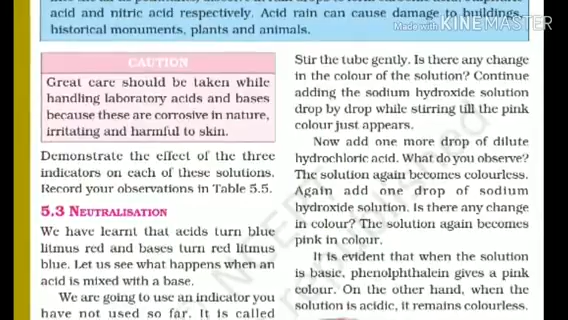 acid and nitric acid respectively. Acid rain can cause damage to buildings,
historical monuments, plants and animals.
Made with KINEMASTER
CAUTION
Great care should be taken while
handling laboratory acids and bases
because these are corrosive in nature,
irritating and harmful to skin.
Demonstrate the effect of the three
indicators on each of these solutions.
Record your observations in Table 5.5.
5.3 NEUTRALISATION
We have learnt that acids turn blue
litmus red and bases turn red litmus
blue. Let us see what happens when an
acid is mixed with a base.
We are going to use an indicator you
have not used so far. It is called
Stir the tube gently. Is there any change
in the colour of the solution? Continue
adding the sodium hydroxide solution
drop by drop while stirring till the pink
colour just appears.
Now add one more drop of dilute
hydrochloric acid. What do you observe?
The solution again becomes colourless.
Again add one drop of sodium
hydroxide solution. Is there any change
in colour? The solution again becomes
pink in colour.
It is evident that when the solution
is basic, phenolphthalein gives a pink
colour. On the other hand, when the
solution is acidic, it remains colourless.